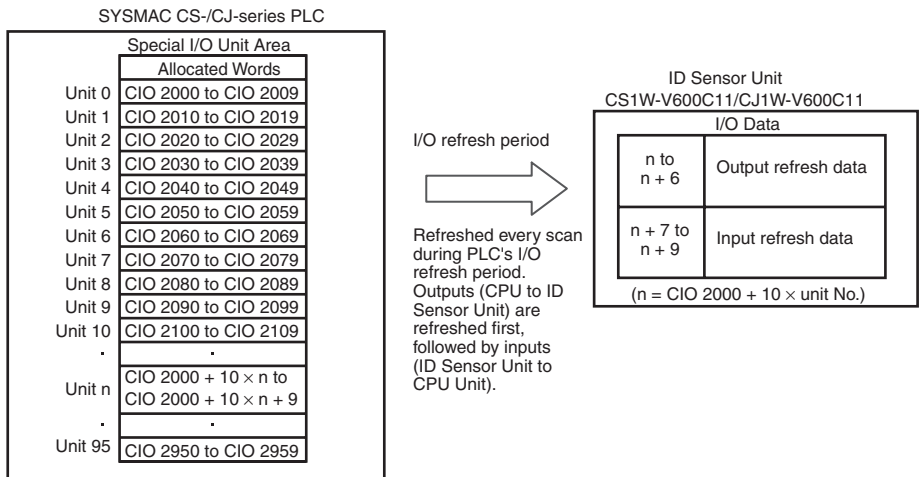 SYSMAC CS-/CJ-series PLC
Special I/O Unit Area
Allocated Words
Unit 0 CIO 2000 to CIO 2009
Unit 1 CIO 2010 to CIO 2019
Unit 2 CIO 2020 to CIO 2029
Unit 3 CIO 2030 to CIO 2039
Unit 4 CIO 2040 to CIO 2049
Unit 5 CIO 2050 to CIO 2059
Unit 6 CIO 2060 to CIO 2069
Unit 7 CIO 2070 to CIO 2079
Unit 8 CIO 2080 to CIO 2089
Unit 9 CIO 2090 to CIO 2099
Unit 10 CIO 2100 to CIO 2109
. .
Unit n CIO 2000 + 10 × n to
CIO 2000 + 10 × n + 9
. .
Unit 95 CIO 2950 to CIO 2959
I/O refresh period
Refreshed every scan
during PLC's I/O
refresh period.
Outputs (CPU to ID
Sensor Unit) are
refreshed first,
followed by inputs
(ID Sensor Unit to
CPU Unit).
ID Sensor Unit
CS1W-V600C11/CJ1W-V600C11
I/O Data
n to
n + 6
Output refresh data
n + 7 to
n + 9
Input refresh data
(n = CIO 2000 + 10 × unit No.)